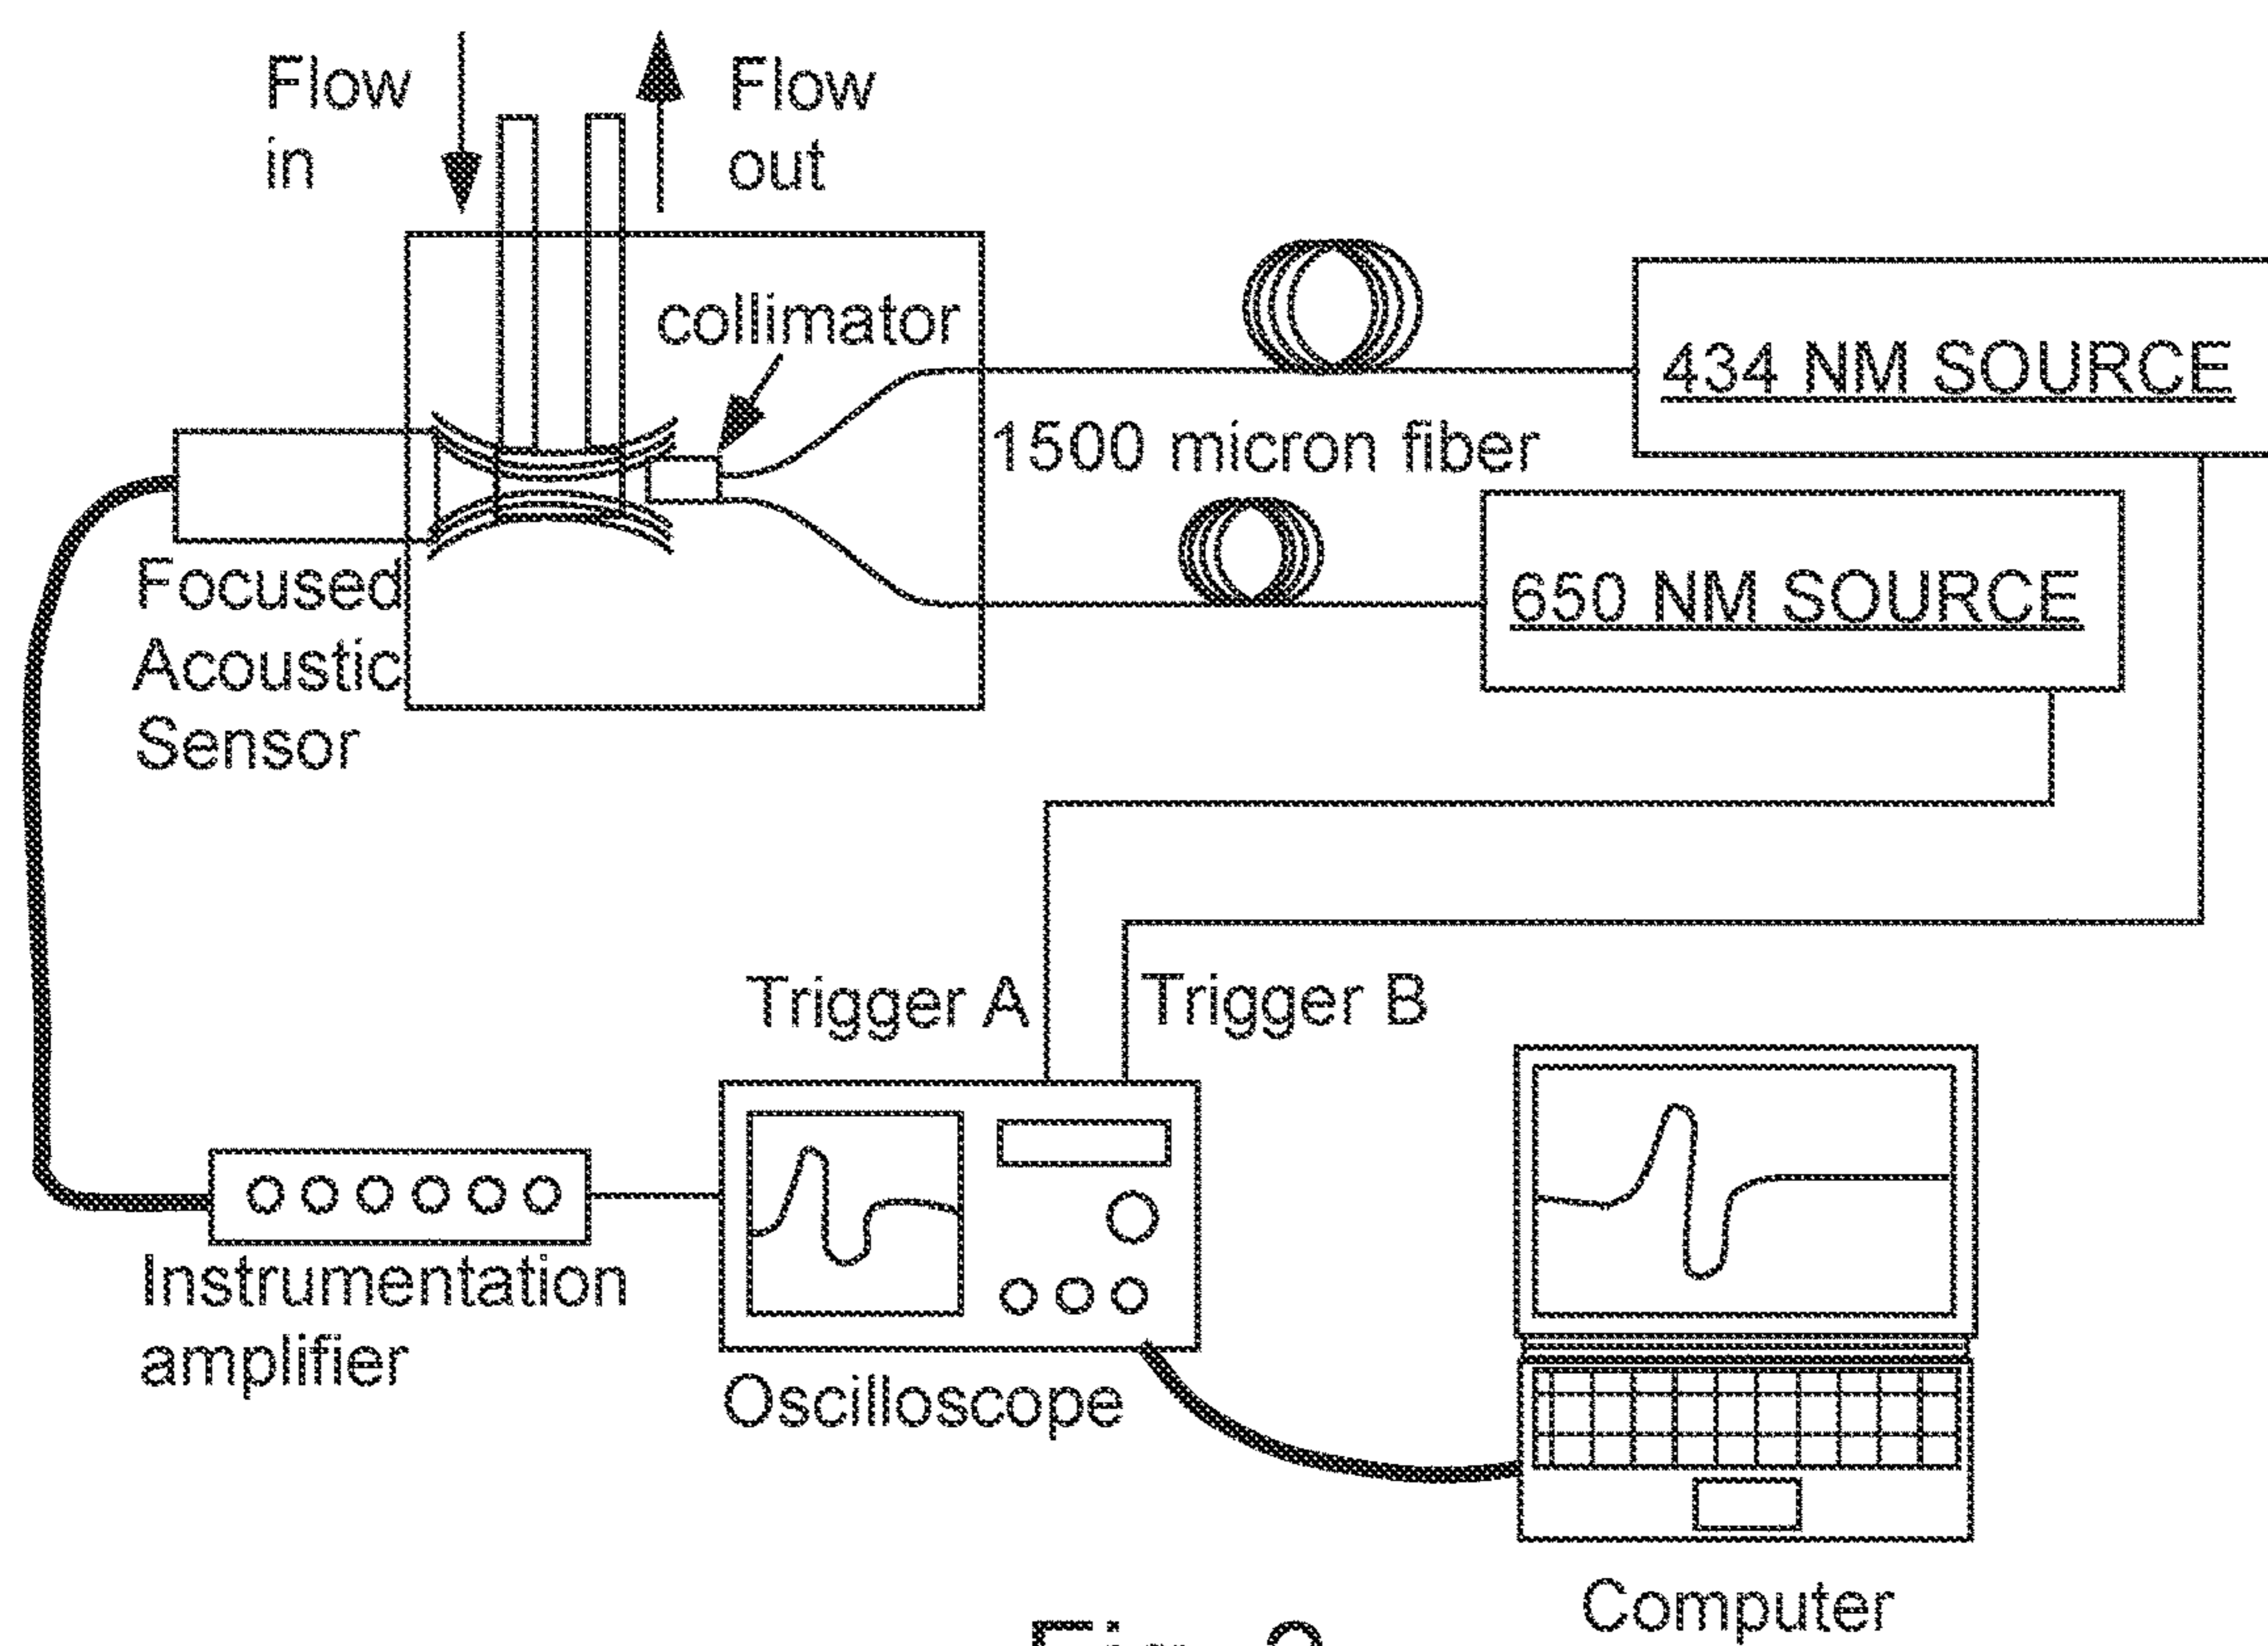 Flow
in
Flow
out
collimator
434 NM SOURCE
1500 micron fiber
650 NM SOURCE
Focused
Acoustic
Sensor
Trigger A
Trigger B
Instrumentation
amplifier
Oscilloscope
Computer